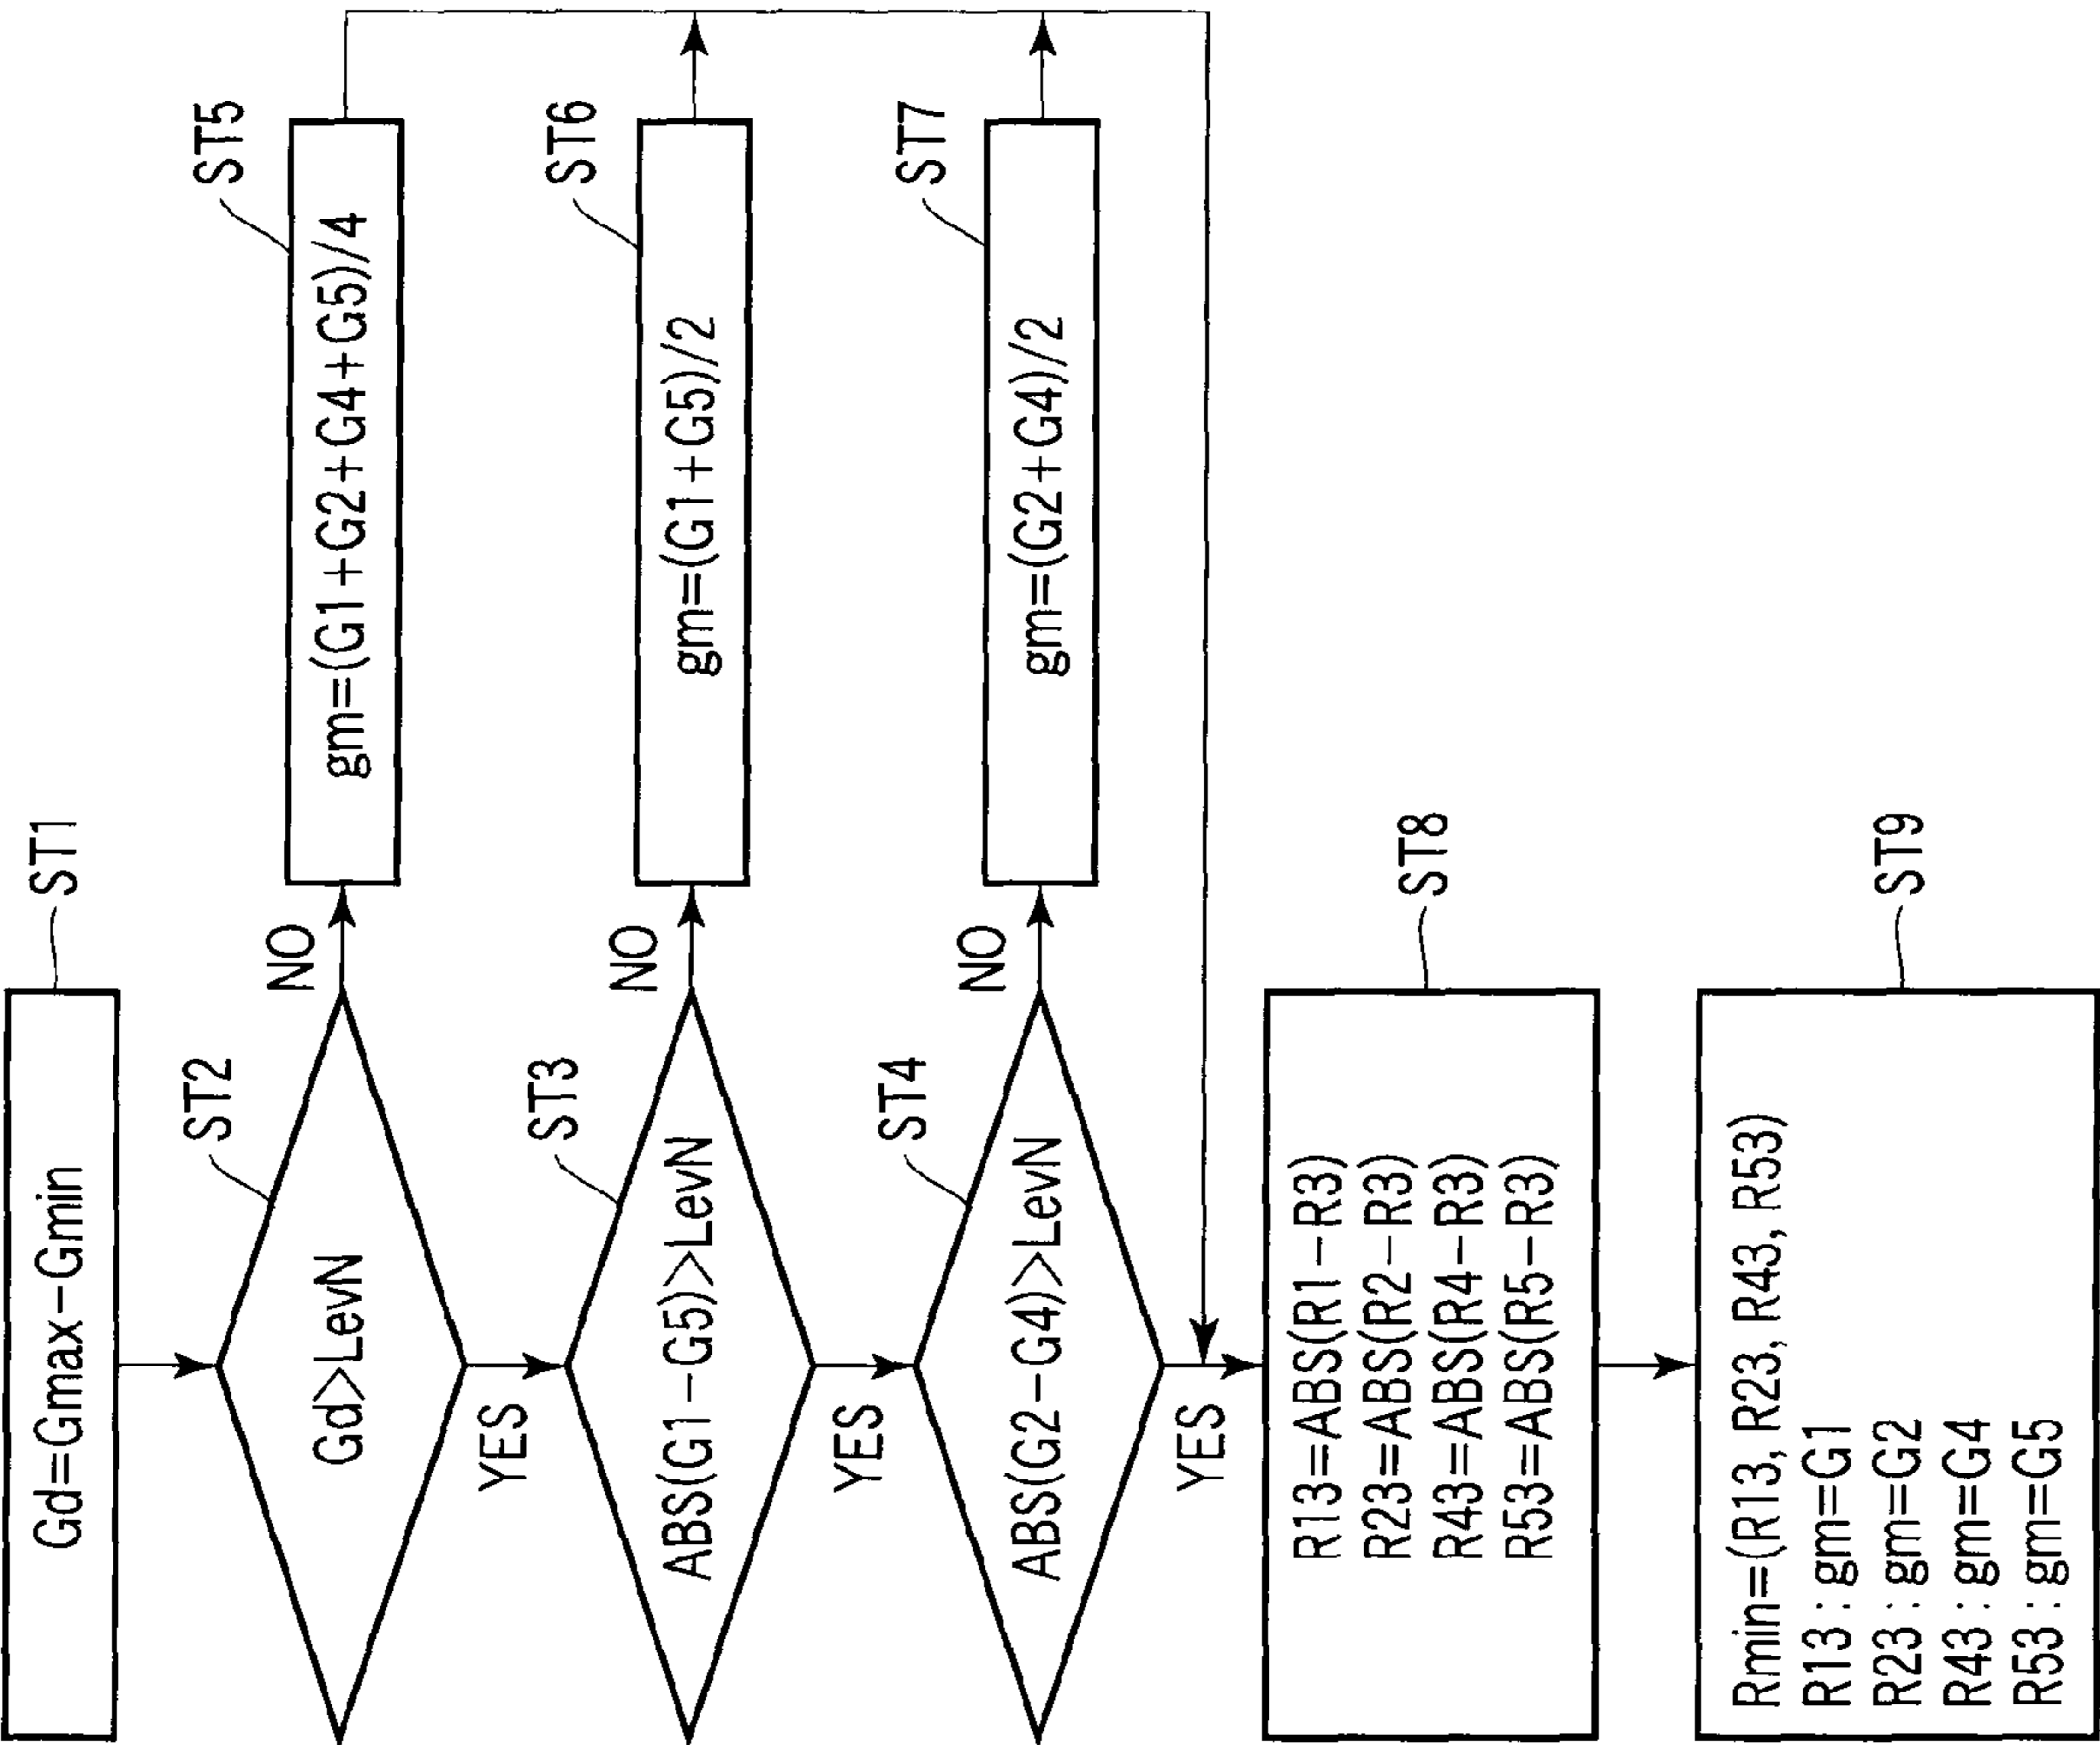 ST1
Gd=Gmax-Gmin
ST2
Gd>LevN
NO
ST5
gm=(G1+G2+G4+G5)/4
YES
ST3
ABS(G1-G5)>LevN
NO
ST6
gm=(G1+G5)/2
YES
ST4
ABS(G2-G4)>LevN
NO
ST7
gm=(G2+G4)/2
YES
ST8
R13=ABS(R1-R3)
R23=ABS(R2-R3)
R43=ABS(R4-R3)
R53=ABS(R5-R3)
ST9
Rmin=(R13, R23, R43, R53)
R13:gm=G1
R23:gm=G2
R43:gm=G4
R53:gm=G5